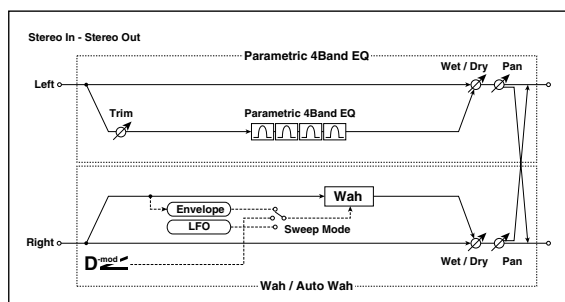 Stereo In - Stereo Out
Parametric 4Band EQ
Left
Wet / Dry
Pan
Trim
Parametric 4Band EQ
Envelope
LFO
Wah
Sweep Mode
Right
D-mod
Wet / Dry
Pan
Wah / Auto Wah